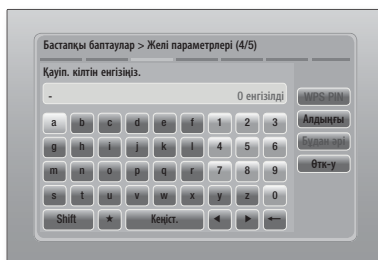 Бастапқы баптаулар > Желі параметрлері (4/5)
Қауіп. кілтін енгізіңіз.
- 0 енгізілді
WPS PIN
a b c d e f 1 2 3
Алдыңғы
g h i j k l 4 5 6
Бұдан әрі
m n o p q r 7 8 9
Өтк-у
s t u v w x y z 0
Shift ★ Кеңіст. ◀ ▶ ←